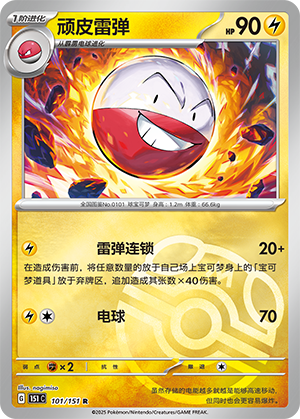 1阶进化
顽皮雷弹
HP 90
从霹雳电球进化
全国图鉴No.0101 球宝可梦 身高：1.2m 体重：66.6kg
雷弹连锁 20+
在造成伤害前，将任意数量的放于自己场上宝可梦身上的「宝可
梦道具」放于弃牌区，追加造成其张数×40伤害。
电球 70
弱点 ×2 抗性 撤退
Illus. nagimiso
G 151 C 101/151 R
虽然存储的电能越多就越是能够高速移动，
但同时也会更容易爆炸。
©2025 Pokémon/Nintendo/Creatures/GAME FREAK.